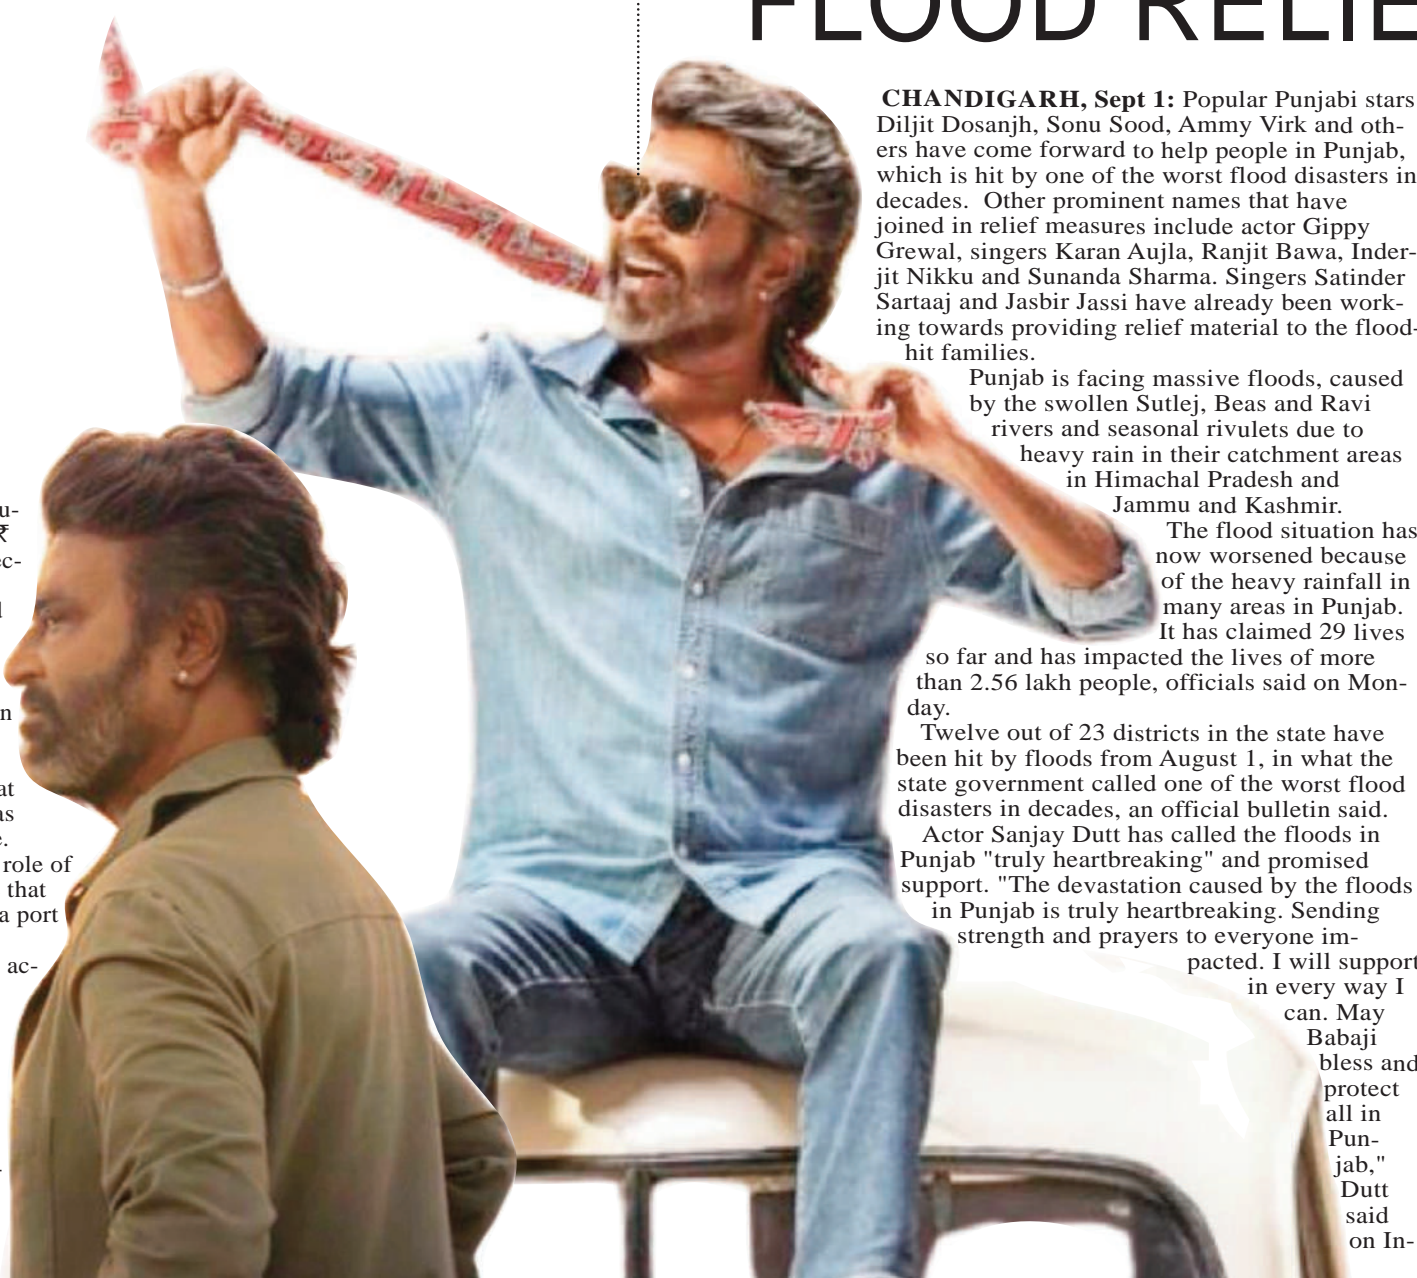 u-
₹
ec-
l
n
at
as
e.
role of
that
a port
ac-
FLOOD RELIE
CHANDIGARH, Sept 1: Popular Punjabi stars
Diljit Dosanjh, Sonu Sood, Ammy Virk and oth-
ers have come forward to help people in Punjab,
which is hit by one of the worst flood disasters in
decades. Other prominent names that have
joined in relief measures include actor Gippy
Grewal, singers Karan Aujla, Ranjit Bawa, Inder-
jit Nikku and Sunanda Sharma. Singers Satinder
Sartaaj and Jasbir Jassi have already been work-
ing towards providing relief material to the flood-
hit families.
Punjab is facing massive floods, caused
by the swollen Sutlej, Beas and Ravi
rivers and seasonal rivulets due to
heavy rain in their catchment areas
in Himachal Pradesh and
Jammu and Kashmir.
The flood situation has
now worsened because
of the heavy rainfall in
many areas in Punjab.
It has claimed 29 lives
so far and has impacted the lives of more
than 2.56 lakh people, officials said on Mon-
day.
Twelve out of 23 districts in the state have
been hit by floods from August 1, in what the
state government called one of the worst flood
disasters in decades, an official bulletin said.
Actor Sanjay Dutt has called the floods in
Punjab "truly heartbreaking" and promised
support. "The devastation caused by the floods
in Punjab is truly heartbreaking. Sending
strength and prayers to everyone im-
pacted. I will support
in every way I
can. May
Babaji
bless and
protect
all in
Pun-
jab,"
Dutt
said
on In-